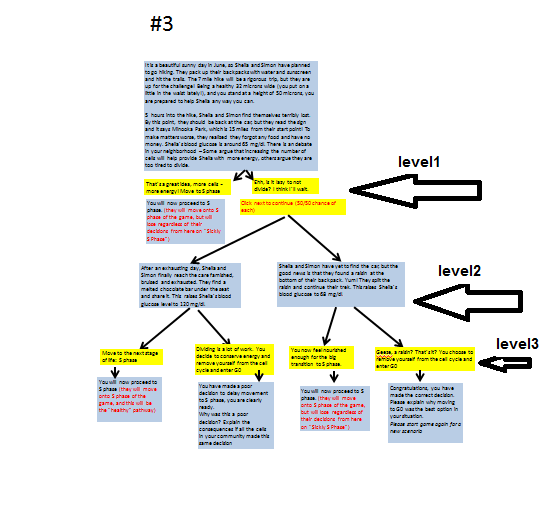 #3
It is a beautiful sunny day in June, so Sheila and Simon have planned
to go hiking. They pack up their backpacks with water and sunscreen
and hit the trails. The 7 mile hike will be a rigorous trip, but they are
up for the challenge! Being a healthy 32 microns wide (you put on a
little in the waist lately!), and you stand at a height of 50 microns, you
are prepared to help Sheila any way you can.
5 hours into the hike, Sheila and Simon find themselves terribly lost.
By this point, they should be back at the car, but they read the sign
and it says Minooka Park, which is 15 miles from their start point! To
make matters worse, they realized they forgot any food and have no
money. Sheila's blood glucose is around 65 mg/dl. There is an debate
in your neighborhood – Some argue that increasing the number of
cells will help provide Sheila with more energy, others argue they are
too tired to divide.
level1
That's a great idea, more cells –
more energy! Move to S phase
Ehh, is it lazy to not
divide? I think I'll wait.
You will now proceed to S
phase. (they will move onto S
phase of the game, but will
lose regardless of their
decisions from here on "Sickly
S Phase")
Click next to continue (50/50 chance of
each)
level2
After an exhausting day, Sheila and
Simon finally reach the care famished,
bruised and exhausted. They find a
melted chocolate bar under the seat
and share it. This raises Sheila's blood
glucose level to 120 mg/dl.
Sheila and Simon have yet to find the car, but the
good news is that they found a raisin at the
bottom of their backpack. Yum! They split the
raisin and continue their trek. This raises Sheila's
blood glucose to 68 mg/dl.
level3
Move to the next stage
of life: S phase
Dividing is a lot of work. You
decide to conserve energy and
remove yourself from the cell
cycle and enter G0
You now feel nourished
enough for the big
transition to S phase.
Geese, a raisin? That's it? You choose to
remove yourself from the cell cycle and
enter G0
You will now proceed to
S phase (they will move
onto S phase of the
game, and this will be
the "healthy" pathway)
You have made a poor
decision to delay movement
to S phase, you are clearly
ready.
Why was this a poor
decision? Explain the
consequences if all the cells
in your community made this
same decision
You will now proceed to S
phase. (they will move
onto S phase of the game,
but will lose regardless of
their decisions from here
on "Sickly S Phase")
Congratulations, you have
made the correct decision.
Please explain why moving
to G0 was the best option in
your situation.
Please start game again for a
new scenario